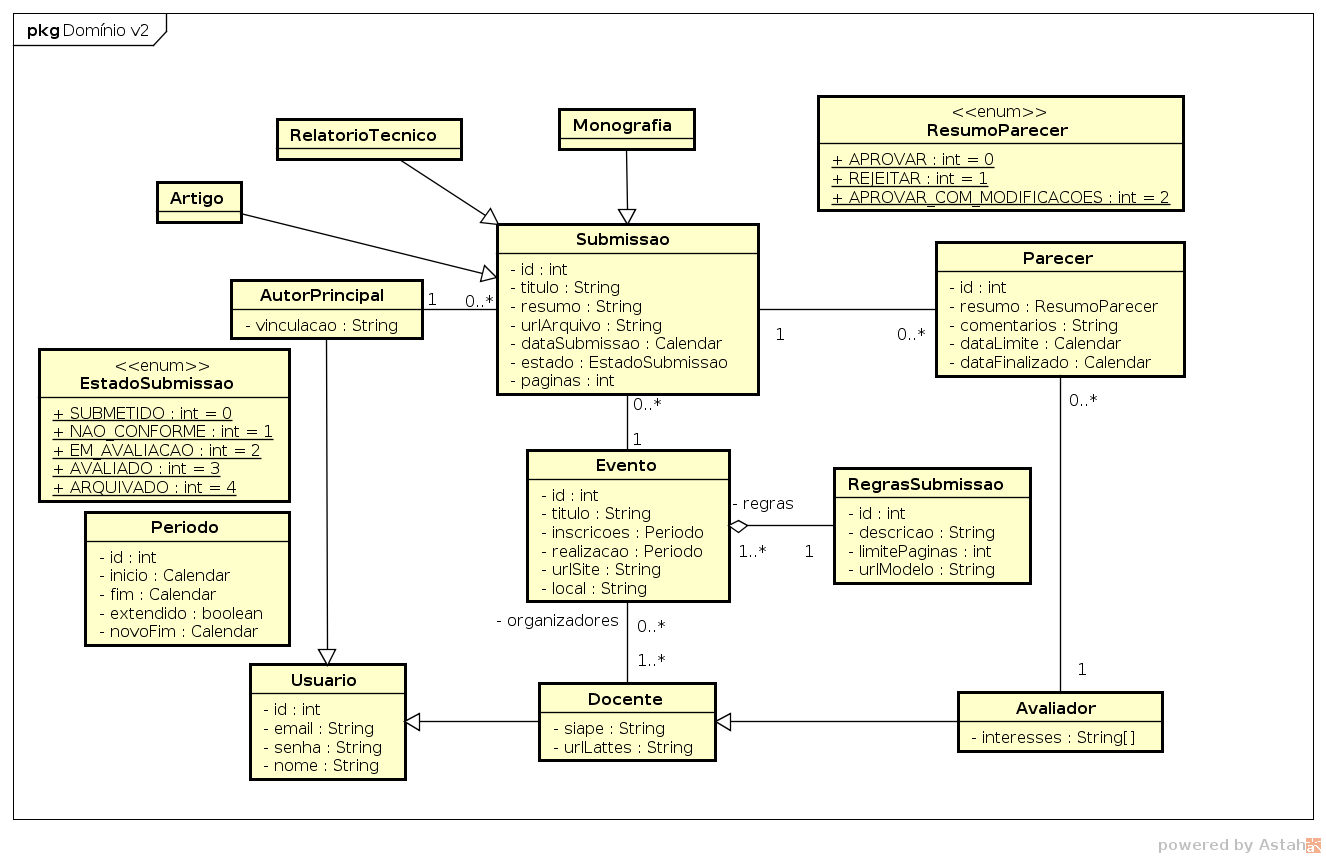 pkg Domínio v2
<<enum>>
ResumoParecer
+ APROVAR : int = 0
+ REJEITAR : int = 1
+ APROVAR_COM_MODIFICACOES : int = 2
Monografia
RelatorioTecnico
Artigo
Submissao
- id : int
- titulo : String
- resumo : String
- urlArquivo : String
- dataSubmissao : Calendar
- estado : EstadoSubmissao
- paginas : int
Parecer
- id : int
- resumo : ResumoParecer
- comentarios : String
- dataLimite : Calendar
- dataFinalizado : Calendar
AutorPrincipal
- vinculacao : String
1
0..*
1
0..*
<<enum>>
EstadoSubmissao
+ SUBMETIDO : int = 0
+ NAO_CONFORME : int = 1
+ EM_AVALIACAO : int = 2
+ AVALIADO : int = 3
+ ARQUIVADO : int = 4
0..*
1
0..*
Evento
- id : int
- titulo : String
- inscricoes : Periodo
- realizacao : Periodo
- urlSite : String
- local : String
- regras
1..*
1
RegrasSubmissao
- id : int
- descricao : String
- limitePaginas : int
- urlModelo : String
Periodo
- id : int
- inicio : Calendar
- fim : Calendar
- extendido : boolean
- novoFim : Calendar
- organizadores
0..*
1..*
1
Usuario
- id : int
- email : String
- senha : String
- nome : String
Docente
- siape : String
- urlLattes : String
Avaliador
- interesses : String[]
powered by Astah